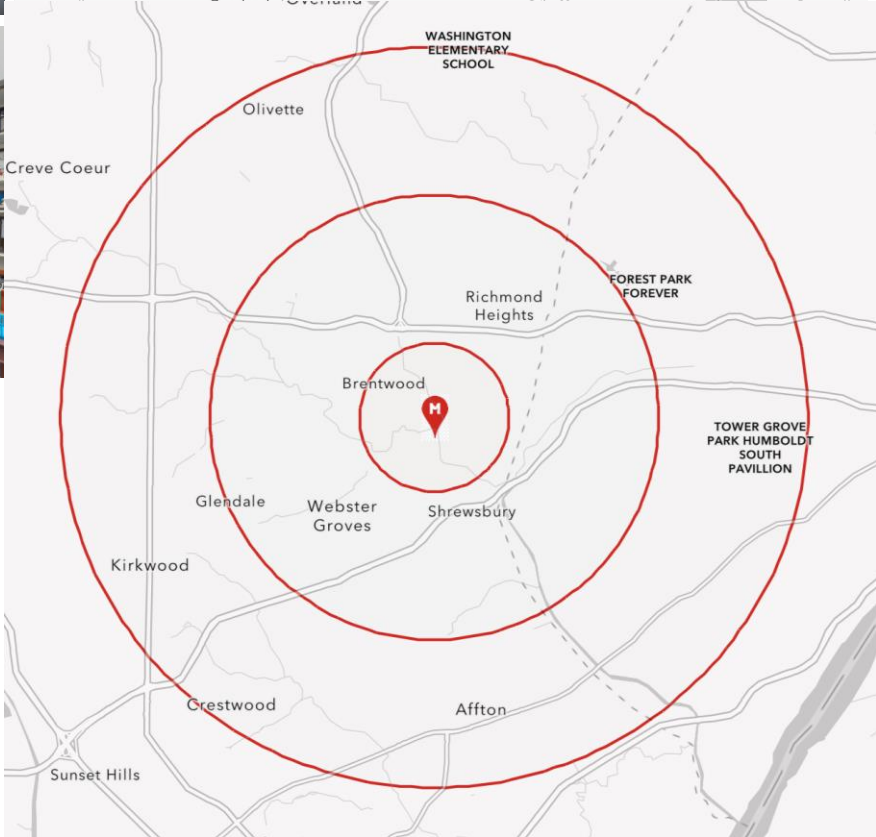 Overland
WASHINGTON
ELEMENTARY
SCHOOL
Olivette
Creve Coeur
FOREST PARK
FOREVER
Richmond
Heights
Brentwood
M
TOWER GROVE
PARK HUMBOLDT
SOUTH
PAVILLION
Glendale
Webster
Groves
Shrewsbury
Kirkwood
Crestwood
Affton
Sunset Hills